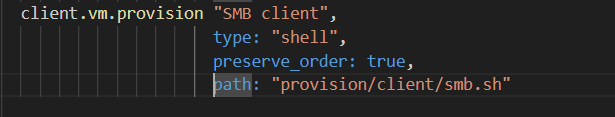 client.vm.provision "SMB client",
type: "shell",
preserve_order: true,
path: "provision/client/smb.sh"